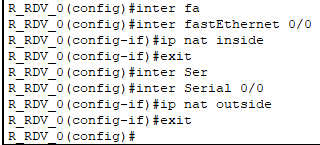 R_RDV_0(config)#inter fa
R_RDV_0(config)#inter fastEthernet 0/0
R_RDV_0(config-if)#ip nat inside
R_RDV_0(config-if)#exit
R_RDV_0(config)#inter Ser
R_RDV_0(config)#inter Serial 0/0
R_RDV_0(config-if)#ip nat outside
R_RDV_0(config-if)#exit
R_RDV_0(config)#